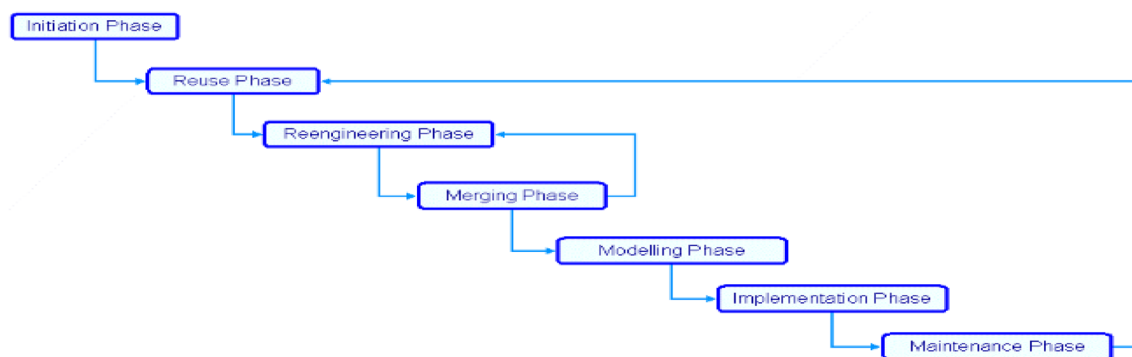 Initiation Phase
Reuse Phase
Reengineering Phase
Merging Phase
Modelling Phase
Implementation Phase
Maintenance Phase